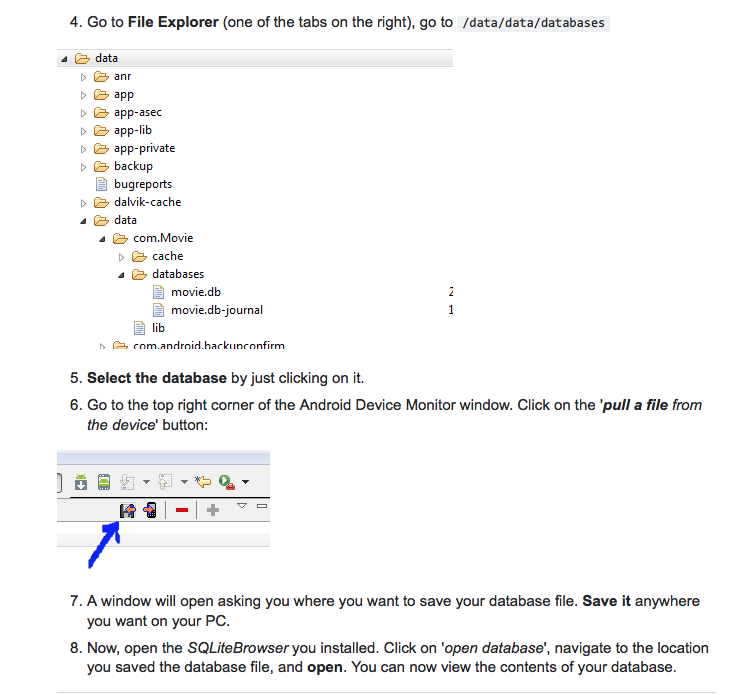 4. Go to File Explorer (one of the tabs on the right), go to /data/data/databases
data
anr
app
app-asec
app-lib
app-private
backup
bugreports
dalvik-cache
data
com.Movie
cache
databases
movie.db 2
movie.db-journal 1
lib
com.android.backupconfirm
5. Select the database by just clicking on it.
6. Go to the top right corner of the Android Device Monitor window. Click on the 'pull a file from
the device' button:
7. A window will open asking you where you want to save your database file. Save it anywhere
you want on your PC.
8. Now, open the SQLiteBrowser you installed. Click on 'open database', navigate to the location
you saved the database file, and open. You can now view the contents of your database.